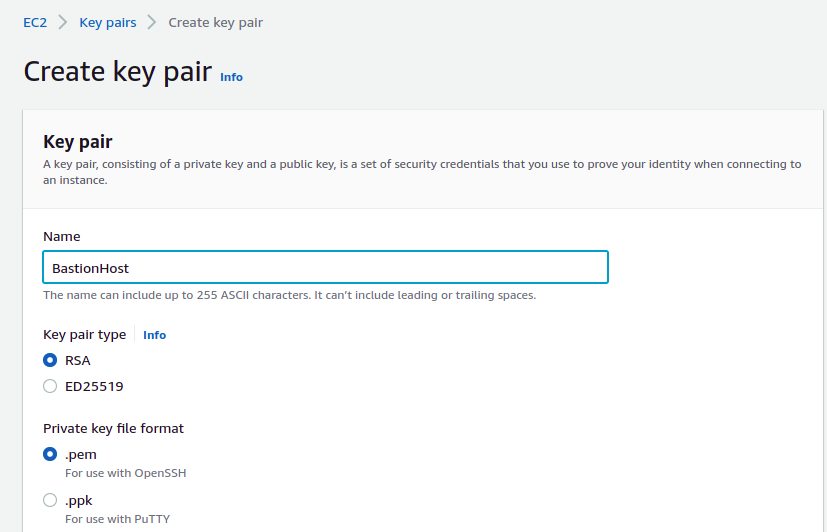 EC2 > Key pairs > Create key pair
Create key pair Info
Key pair
A key pair, consisting of a private key and a public key, is a set of security credentials that you use to prove your identity when connecting to
an instance.
Name
BastionHost
The name can include up to 255 ASCII characters. It can't include leading or trailing spaces.
Key pair type Info
RSA
ED25519
Private key file format
.pem
For use with OpenSSH
.ppk
For use with PuTTY